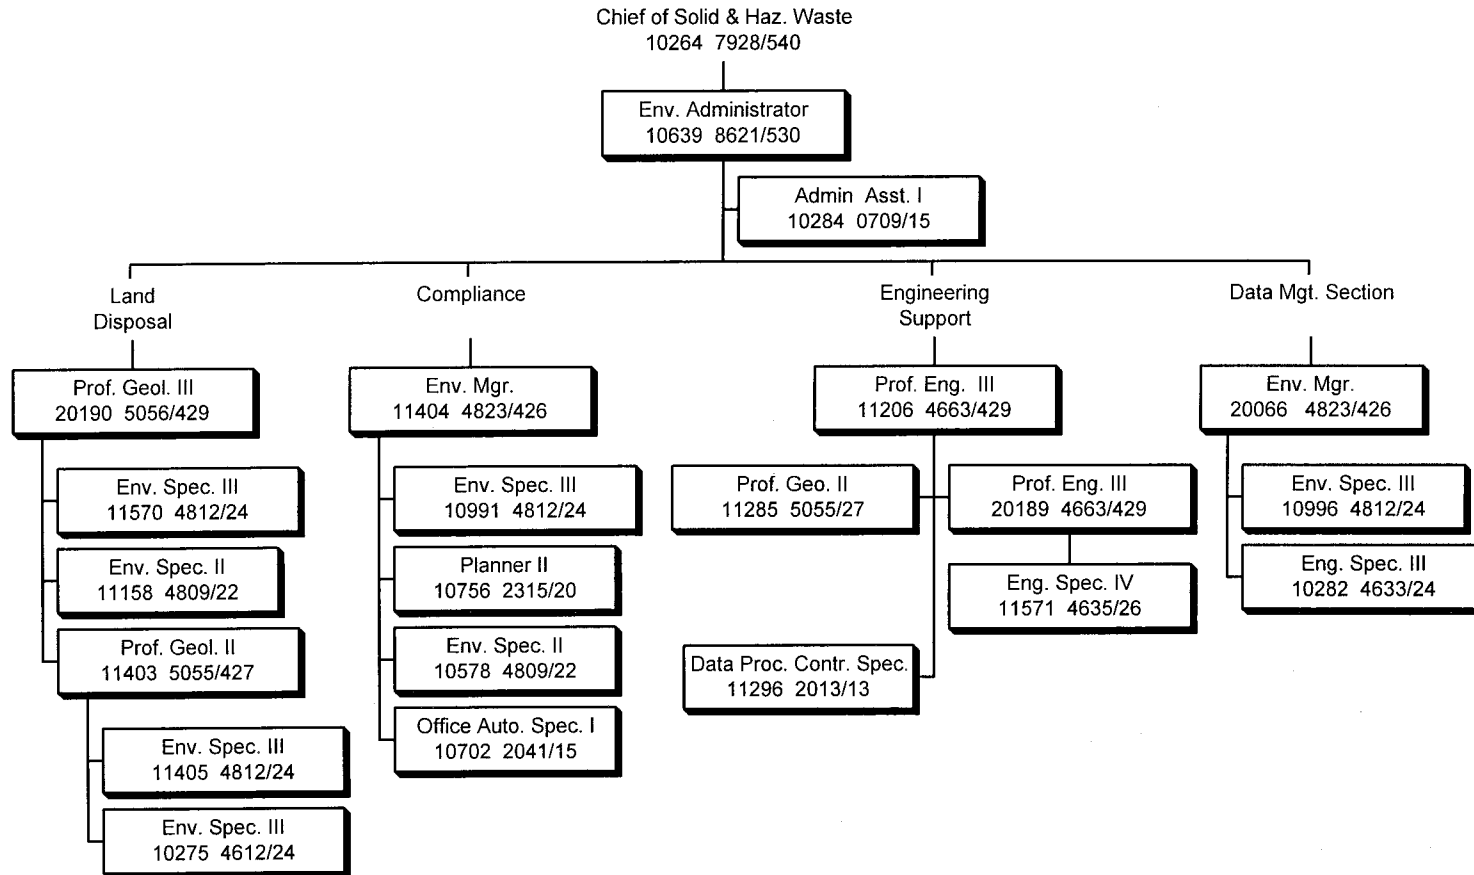 Chief of Solid & Haz. Waste
10264 7928/540
Env. Administrator
10639 8621/530
Admin Asst. I
10284 0709/15
Land
Disposal
Compliance
Engineering
Support
Data Mgt. Section
Prof. Geol. III
20190 5056/429
Env. Spec. III
11570 4812/24
Env. Spec. II
11158 4809/22
Prof. Geol. II
11403 5055/427
Env. Spec. III
11405 4812/24
Env. Spec. III
10275 4612/24
Env. Mgr.
11404 4823/426
Env. Spec. III
10991 4812/24
Planner II
10756 2315/20
Env. Spec. II
10578 4809/22
Office Auto. Spec. I
10702 2041/15
Prof. Eng. III
11206 4663/429
Prof. Geo. II
11285 5055/27
Prof. Eng. III
20189 4663/429
Eng. Spec. IV
11571 4635/26
Data Proc. Contr. Spec.
11296 2013/13
Env. Mgr.
20066 4823/426
Env. Spec. III
10996 4812/24
Eng. Spec. III
10282 4633/24